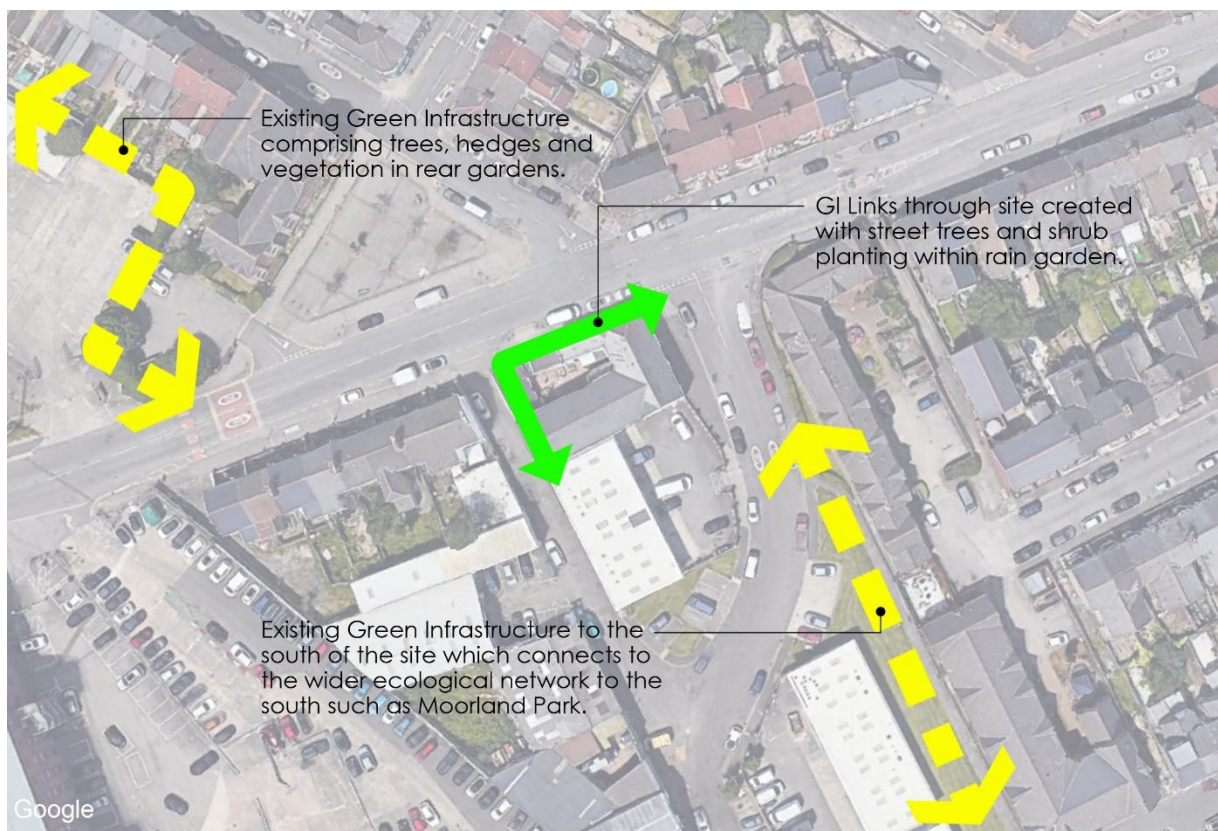 Existing Green Infrastructure
comprising trees, hedges and
vegetation in rear gardens.
GI Links through site created
with street trees and shrub
planting within rain garden.
Existing Green Infrastructure to the
south of the site which connects to
the wider ecological network to the
south such as Moorland Park.
Google